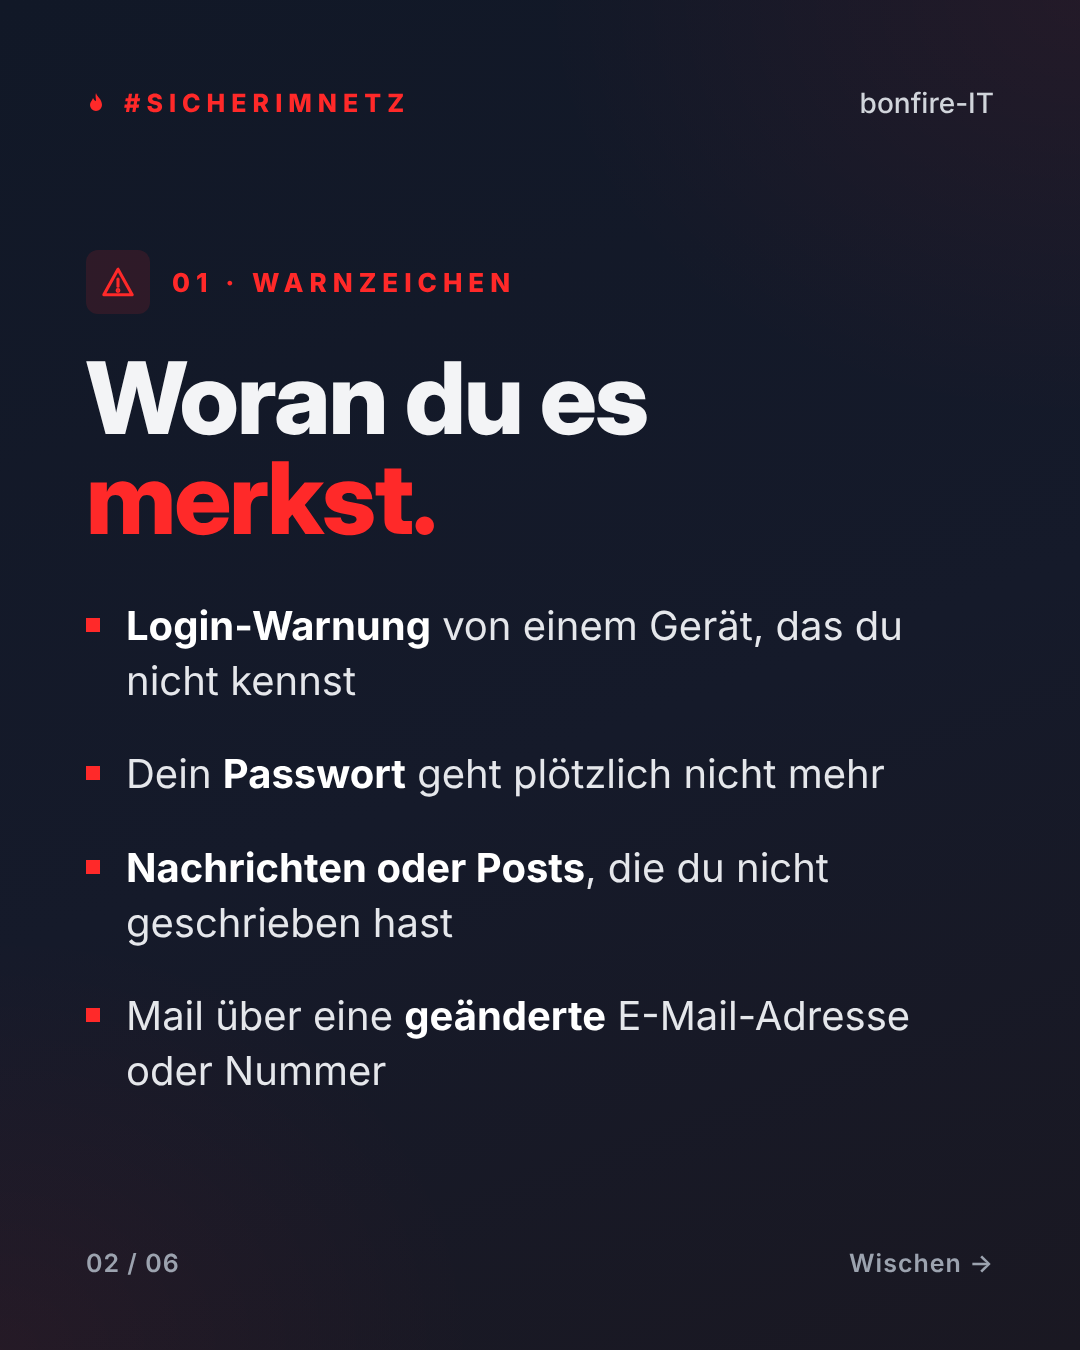 #SICHERIMNETZ
bonfire-IT
01 · WARNZEICHEN
Woran du es
merkst.
Login-Warnung von einem Gerät, das du
nicht kennst
Dein Passwort geht plötzlich nicht mehr
Nachrichten oder Posts, die du nicht
geschrieben hast
Mail über eine geänderte E-Mail-Adresse
oder Nummer
02 / 06
Wischen →